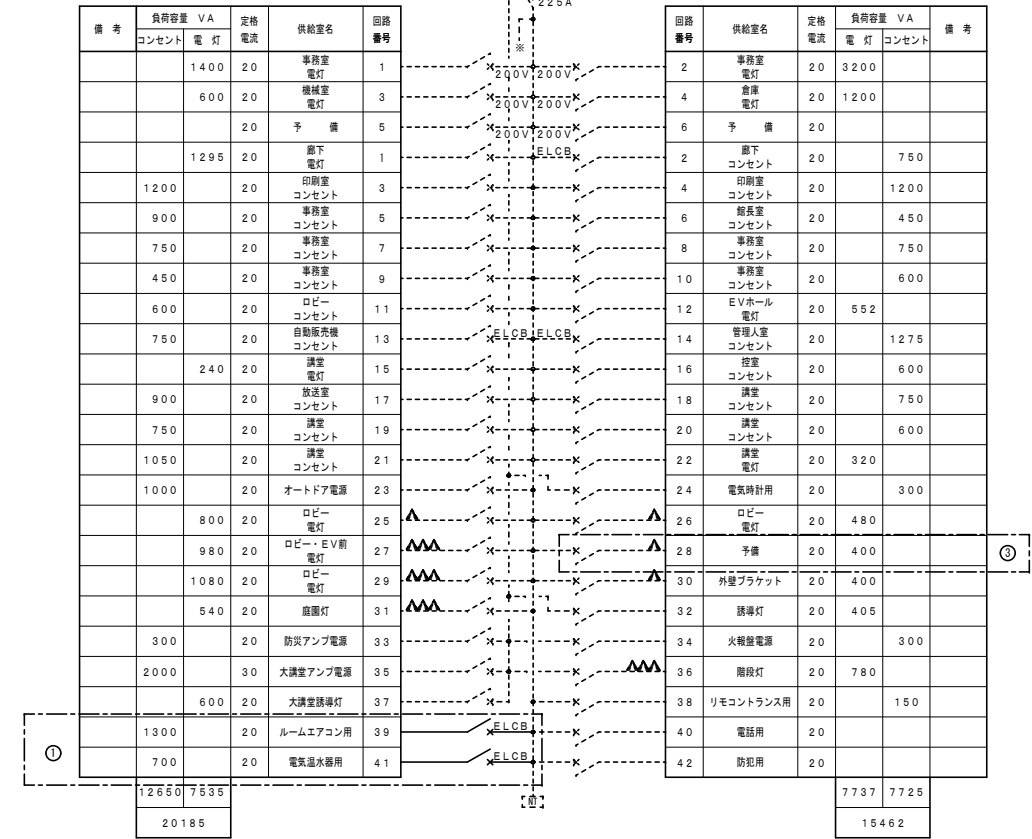 225A
備 考 負荷容量 VA 定格電流 供給室名 回路番号
コンセント 電 灯
回路番号 供給室名 定格電流 負荷容量 VA 備 考
電 灯 コンセント
※
1400 20 事務室 電灯 1 200V 200V 2 事務室 電灯 20 3200
600 20 機械室 電灯 3 200V 200V 4 倉庫 電灯 20 1200
20 予 備 5 200V 200V 6 予 備 20
1295 20 廊下 電灯 1 ELCB 2 廊下 コンセント 20 750
1200 20 印刷室 コンセント 3 4 印刷室 コンセント 20 1200
900 20 事務室 コンセント 5 6 館長室 コンセント 20 450
750 20 事務室 コンセント 7 8 事務室 コンセント 20 750
450 20 事務室 コンセント 9 10 事務室 コンセント 20 600
600 20 ロビー コンセント 11 12 EVホール 電灯 20 552
750 20 自動販売機 コンセント 13 ELCB ELCB 14 管理人室 コンセント 20 1275
240 20 講堂 電灯 15 16 控室 コンセント 20 600
900 20 放送室 コンセント 17 18 講堂 コンセント 20 750
750 20 講堂 コンセント 19 20 講堂 コンセント 20 600
1050 20 講堂 コンセント 21 22 講堂 電灯 20 320
1000 20 オートドア電源 23 24 電気時計用 20 300
800 20 ロビー 電灯 25 26 ロビー 電灯 20 480
980 20 ロビー・EV前 電灯 27 28 予備 20 400 ③
1080 20 ロビー 電灯 29 30 外壁ブラケット 20 400
540 20 庭園灯 31 32 誘導灯 20 405
300 20 防災アンプ電源 33 34 火報盤電源 20 300
2000 30 大講堂アンプ電源 35 36 階段灯 20 780
600 20 大講堂誘導灯 37 38 リモコントランス用 20 150
① 1300 20 ルームエアコン用 39 ELCB 40 電話用 20
700 20 電気温水器用 41 ELCB 42 防犯用 20
12650 7535 7737 7725
20185 15462